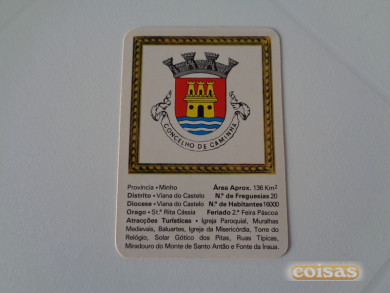 CONCELHO DE CAMINHA
Província • Minho Área Aprox. 136 Km²
Distrito • Viana do Castelo N.º de Freguesias 20
Diocese • Viana do Castelo N.º de Habitantes 16000
Orago • St.ª Rita Cássia Feriado 2.ª Feira Páscoa
Atracções Turísticas • Igreja Paroquial, Muralhas
Medievais, Baluartes, Igreja da Misericórdia, Torre do
Relógio, Solar Gótico dos Pitas, Ruas Típicas,
Miradouro do Monte de Santo Antão e Fonte da Ínsua.
coisas